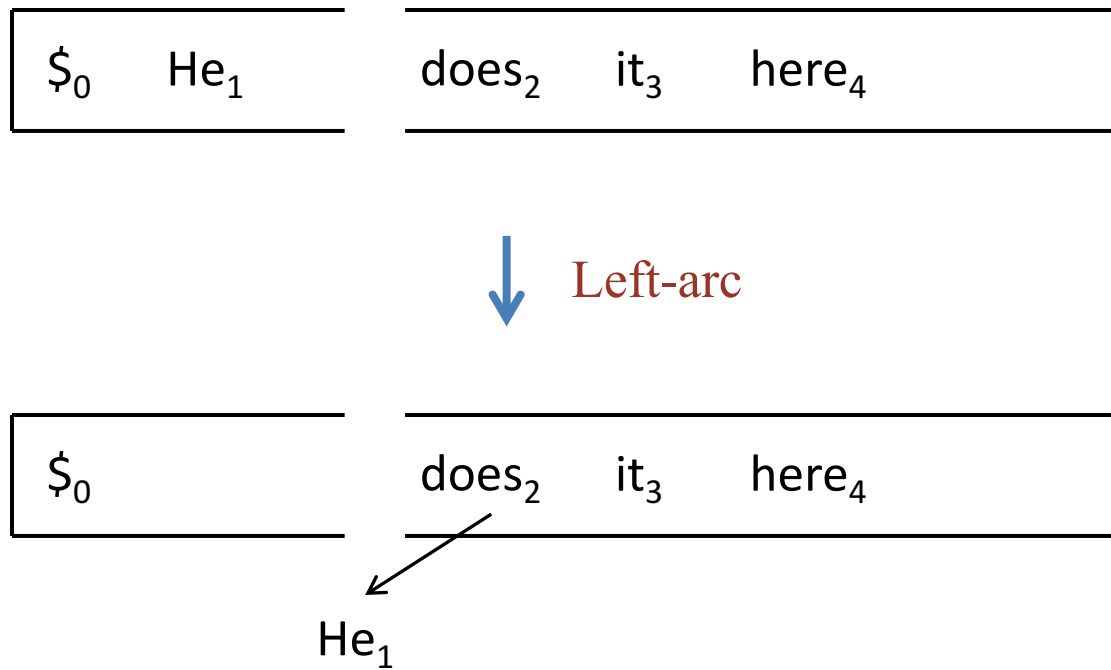 $₀ He₁ does₂ it₃ here₄
Left-arc
$₀ does₂ it₃ here₄
He₁